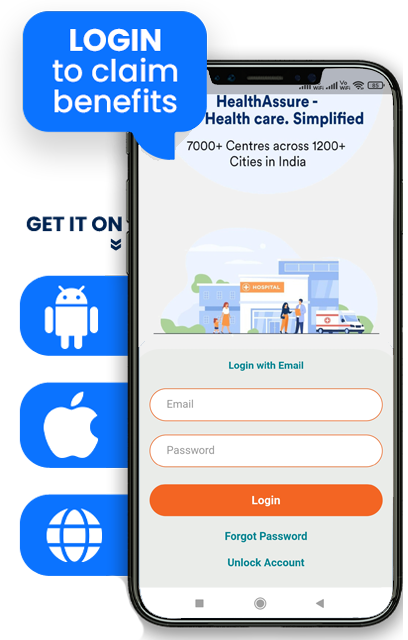 LOGIN
to claim
benefits
HealthAssure -
Health care. Simplified
7000+ Centres across 1200+
Cities in India
GET IT ON
HOSPITAL
Login with Email
Email
Password
Login
Forgot Password
Unlock Account